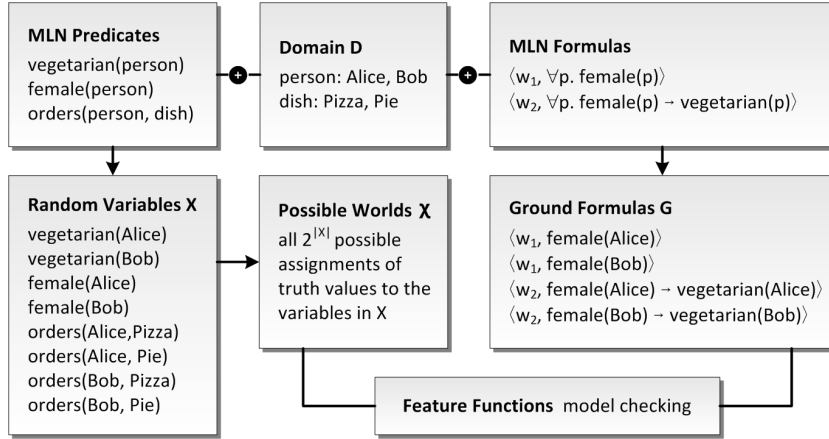 MLN Predicates
vegetarian(person)
female(person)
orders(person, dish)
+
Domain D
person: Alice, Bob
dish: Pizza, Pie
+
MLN Formulas
⟨w₁, ∀p. female(p)⟩
⟨w₂, ∀p. female(p) → vegetarian(p)⟩
Random Variables X
vegetarian(Alice)
vegetarian(Bob)
female(Alice)
female(Bob)
orders(Alice,Pizza)
orders(Alice, Pie)
orders(Bob, Pizza)
orders(Bob, Pie)
Possible Worlds χ
all 2^|X| possible
assignments of
truth values to the
variables in X
Ground Formulas G
⟨w₁, female(Alice)⟩
⟨w₁, female(Bob)⟩
⟨w₂, female(Alice) → vegetarian(Alice)⟩
⟨w₂, female(Bob) → vegetarian(Bob)⟩
Feature Functions model checking